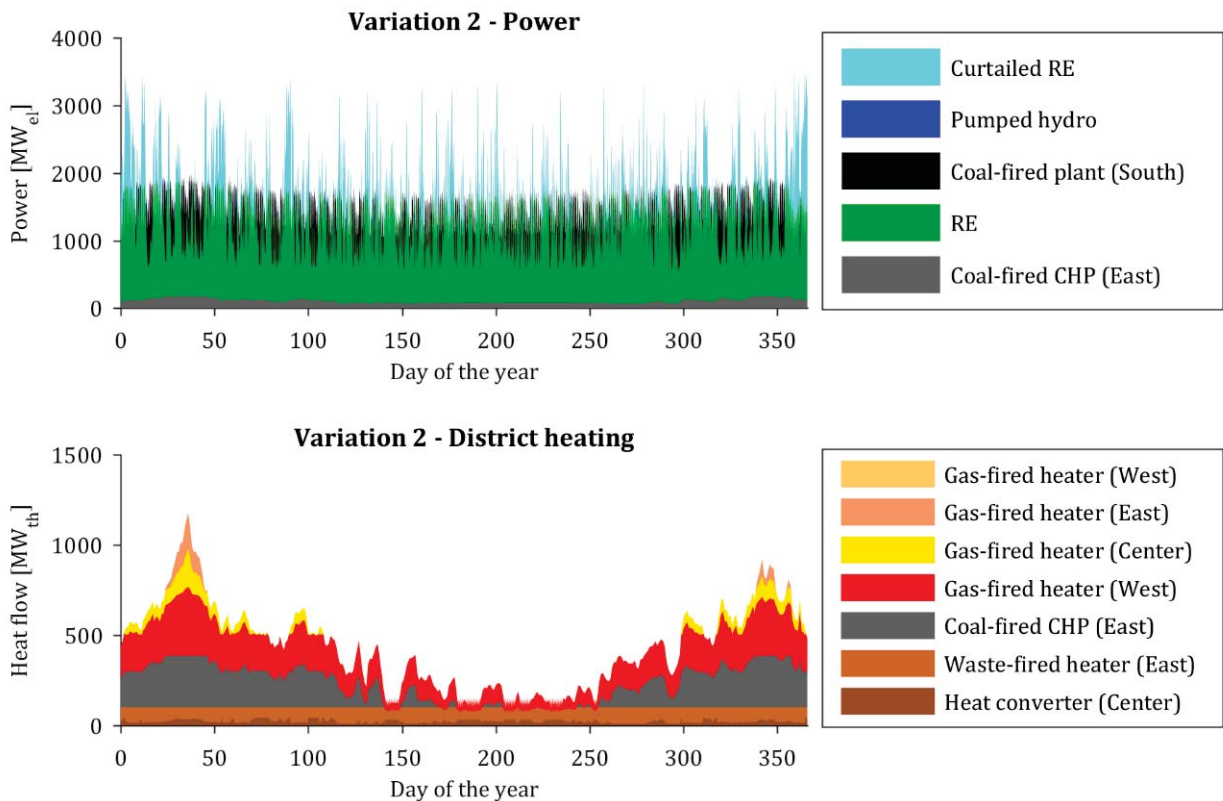 Variation 2 - Power
Power [MWel]
4000
3000
2000
1000
0
0 50 100 150 200 250 300 350
Day of the year
Curtailed RE
Pumped hydro
Coal-fired plant (South)
RE
Coal-fired CHP (East)
Variation 2 - District heating
Heat flow [MWth]
1500
1000
500
0
0 50 100 150 200 250 300 350
Day of the year
Gas-fired heater (West)
Gas-fired heater (East)
Gas-fired heater (Center)
Gas-fired heater (West)
Coal-fired CHP (East)
Waste-fired heater (East)
Heat converter (Center)